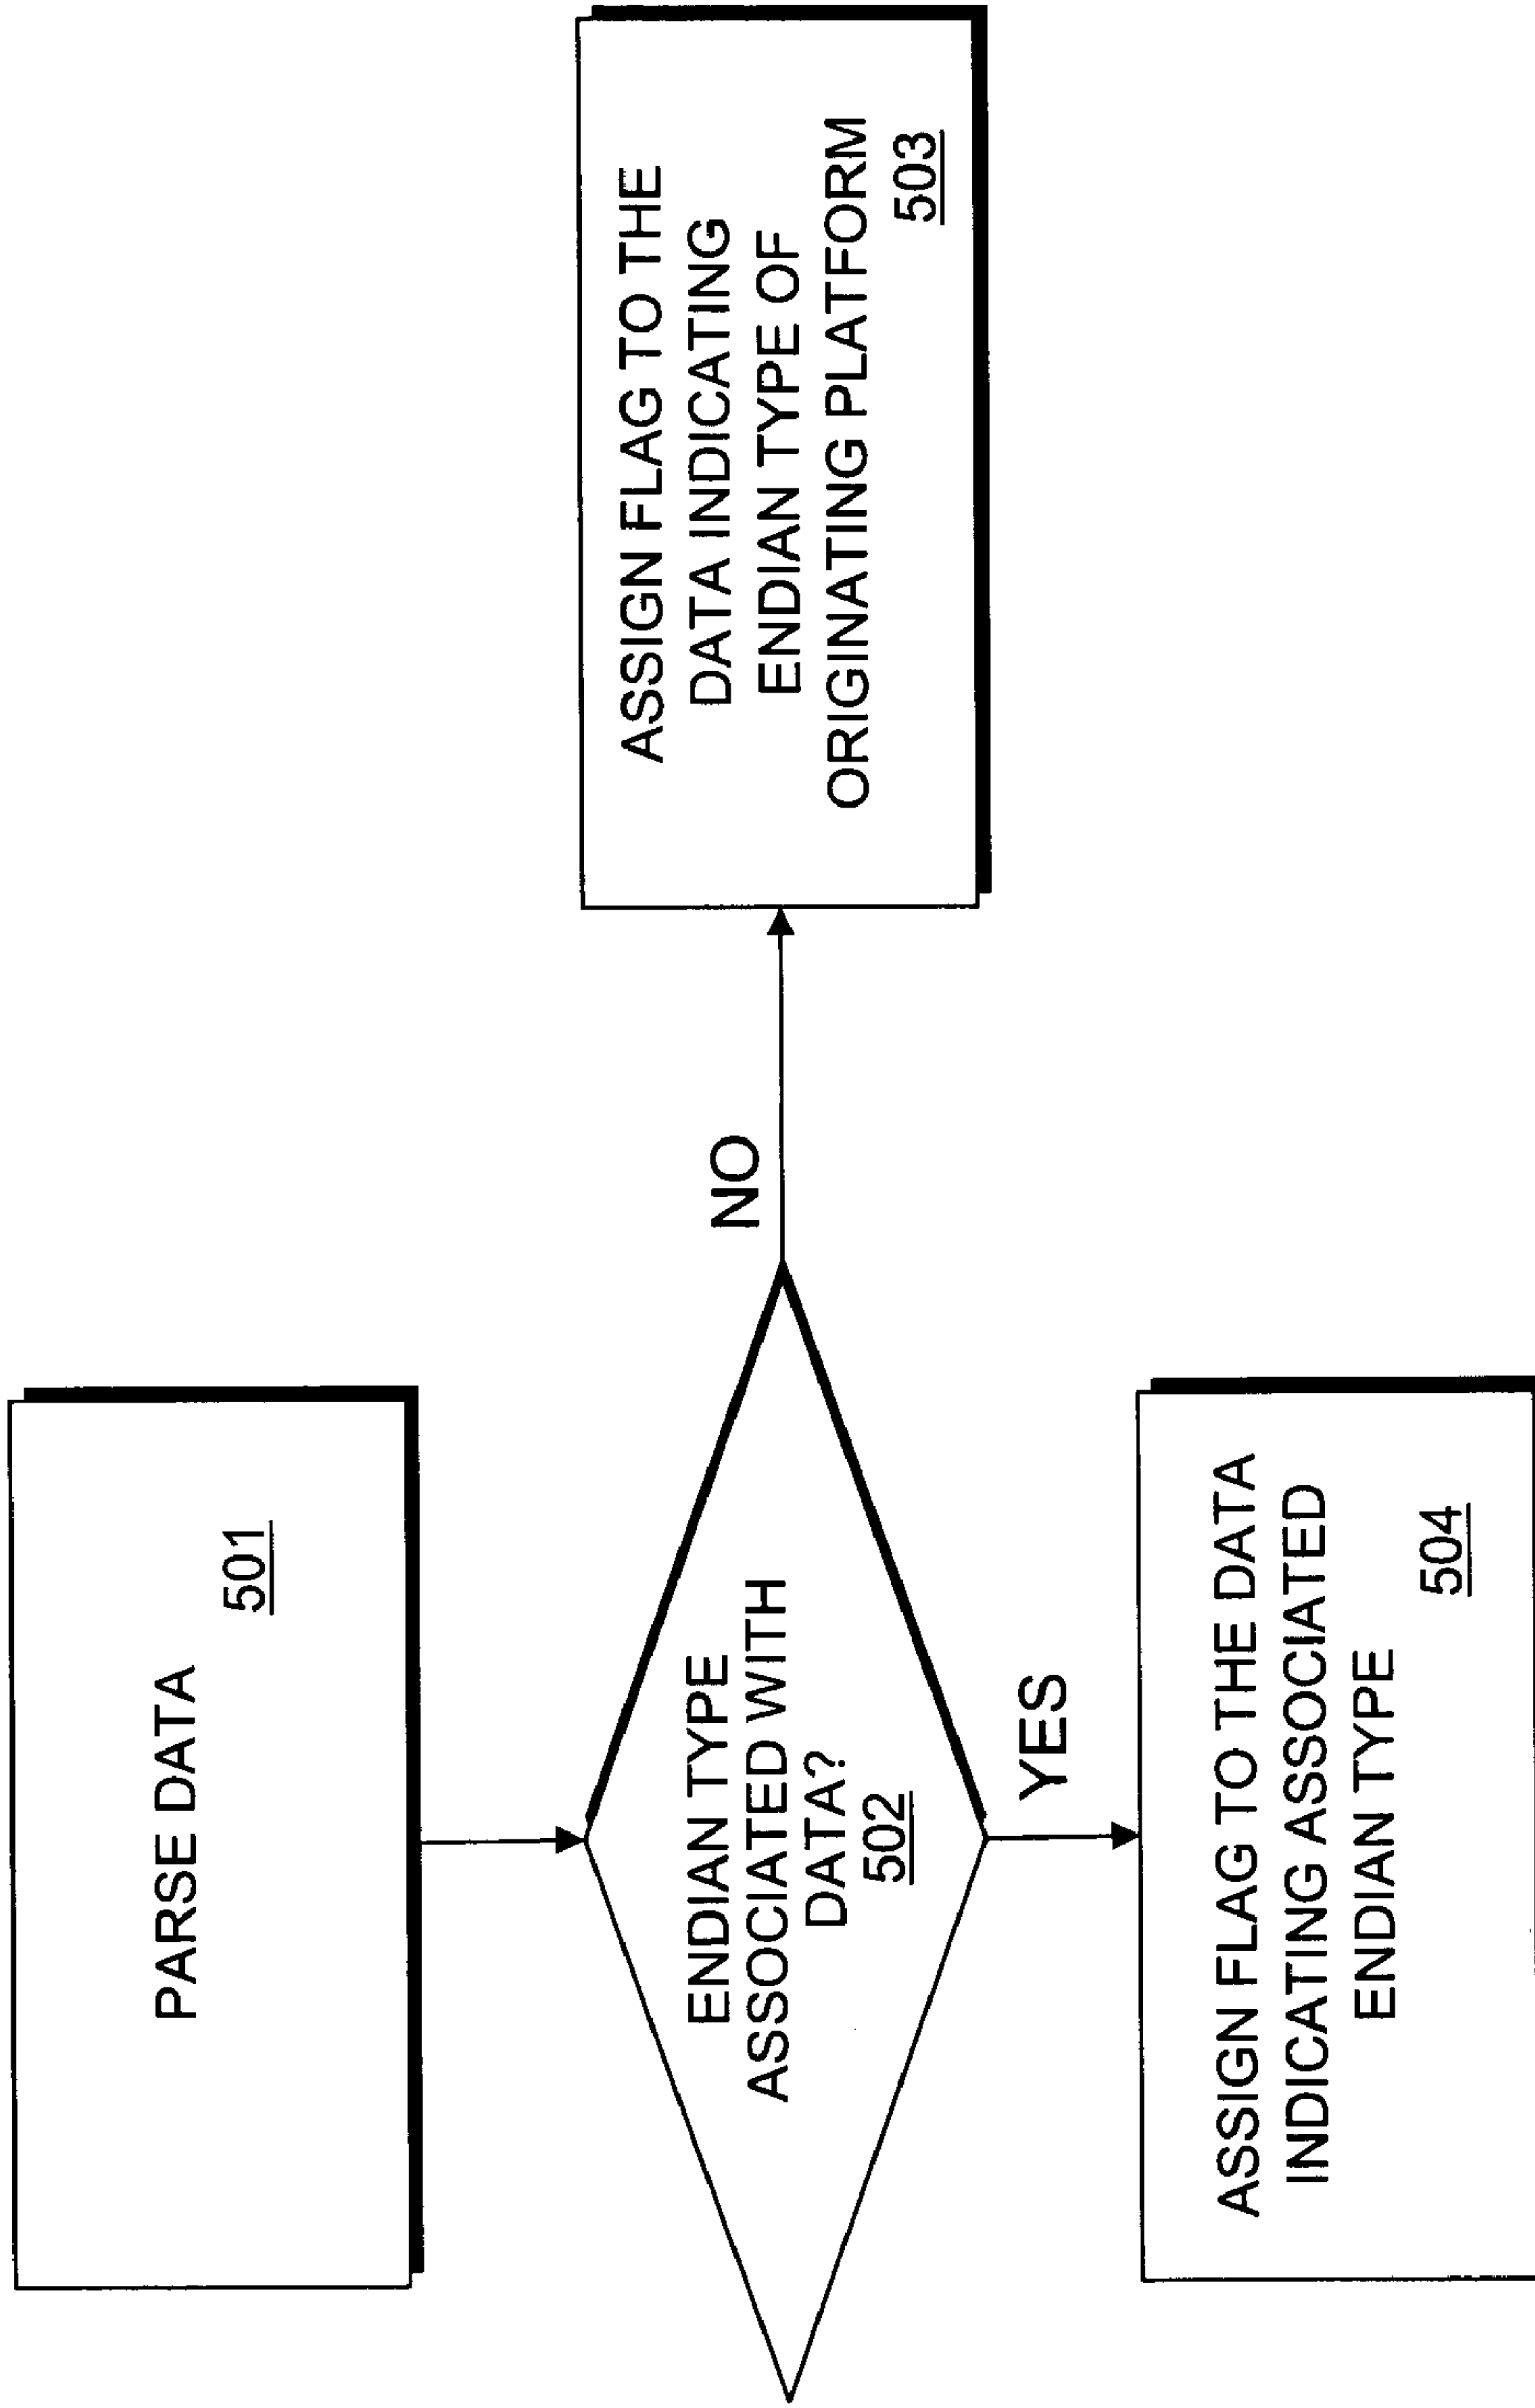 PARSE DATA
501
ENDIAN TYPE
ASSOCIATED WITH
DATA?
502
NO
ASSIGN FLAG TO THE
DATA INDICATING
ENDIAN TYPE OF
ORIGINATING PLATFORM
503
YES
ASSIGN FLAG TO THE DATA
INDICATING ASSOCIATED
ENDIAN TYPE
504